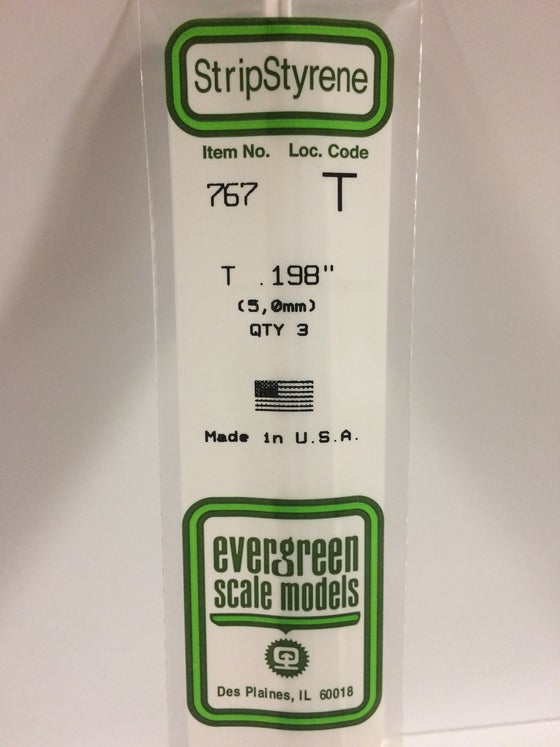 StripStyrene
Item No. Loc. Code
767 T
T .198"
(5,0mm)
QTY 3
Made in U.S.A.
evergreen
scale models
Des Plaines, IL 60018